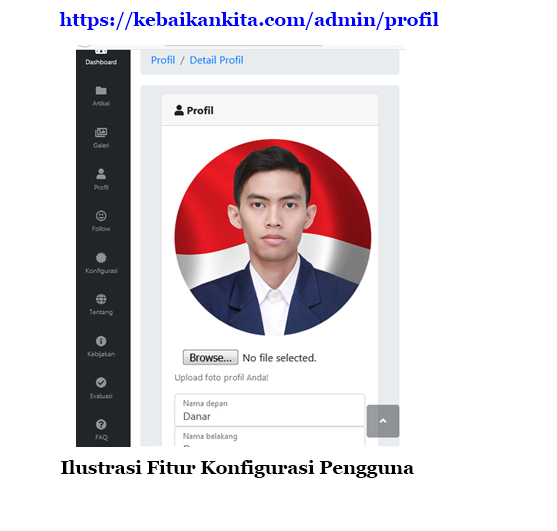 https://kebaikankita.com/admin/profil
Dashboard
Profil / Detail Profil
Artikel
Profil
Galeri
Profil
Follow
Konfigurasi
Tentang
Browse... No file selected.
Kebijakan
Upload foto profil Anda!
Evaluasi
Nama depan
Danar
FAQ
Nama belakang
Ilustrasi Fitur Konfigurasi Pengguna